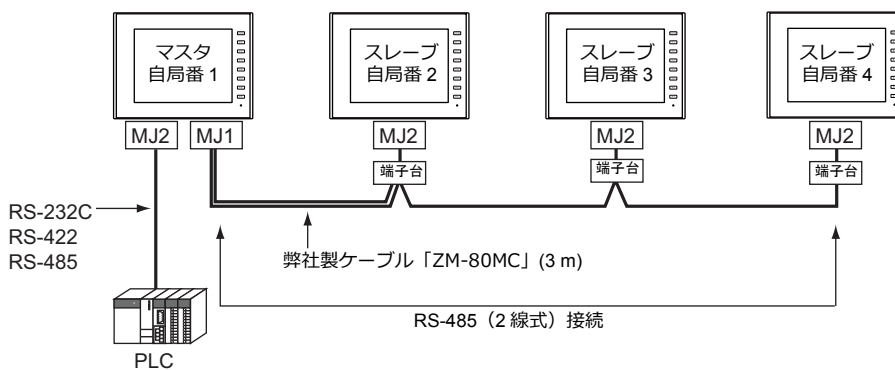 マスタ
自局番 1
スレーブ
自局番 2
スレーブ
自局番 3
スレーブ
自局番 4
MJ2
MJ1
MJ2
MJ2
MJ2
端子台
端子台
端子台
RS-232C
RS-422
RS-485
弊社製ケーブル「ZM-80MC」(3 m)
RS-485（2 線式）接続
PLC